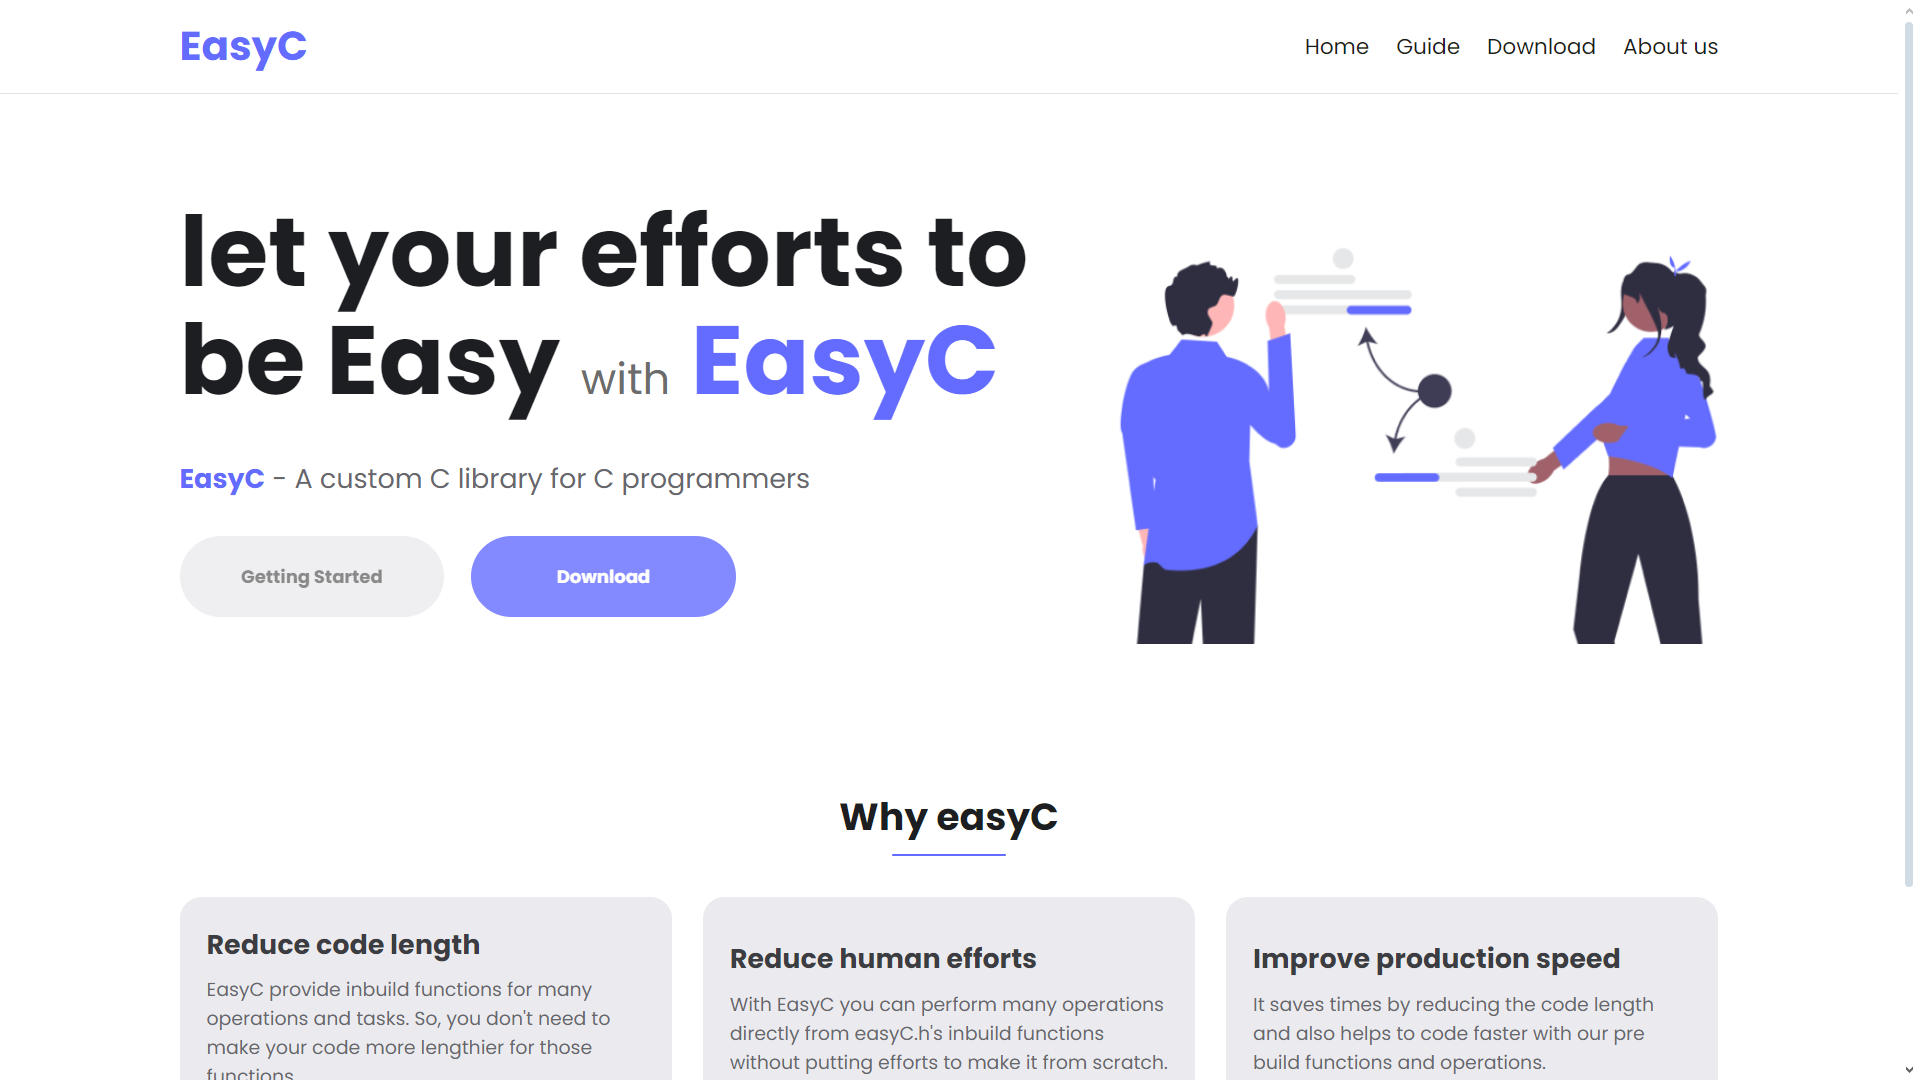 EasyC
Home Guide Download About us
let your efforts to
be Easy with EasyC
EasyC - A custom C library for C programmers
Getting Started Download
Why easyC
Reduce code length
EasyC provide inbuild functions for many
operations and tasks. So, you don't need to
make your code more lengthier for those
functions.
Reduce human efforts
With EasyC you can perform many operations
directly from easyC.h's inbuild functions
without putting efforts to make it from scratch.
Improve production speed
It saves times by reducing the code length
and also helps to code faster with our pre
build functions and operations.